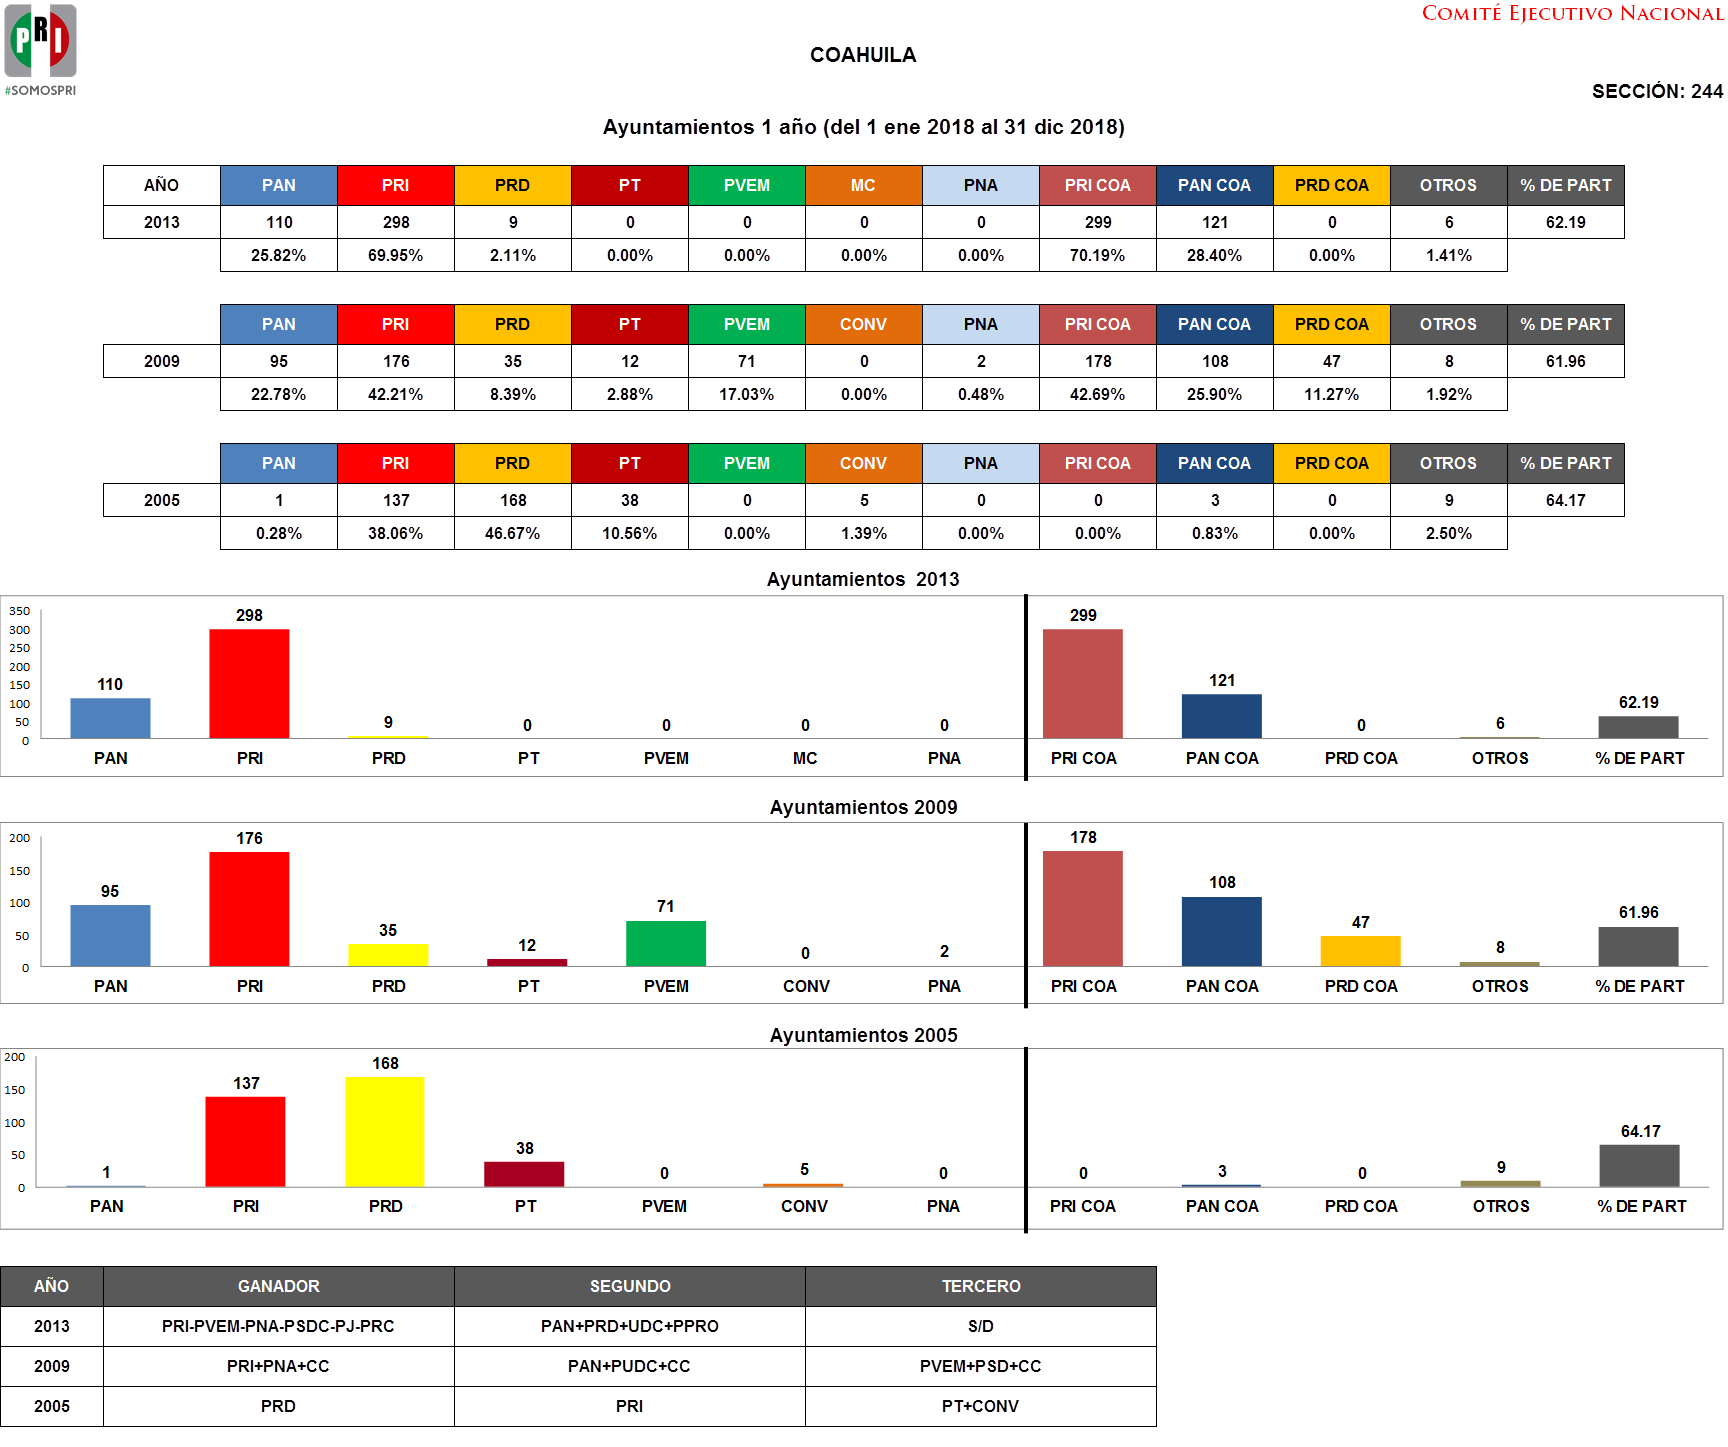 PRI
#SOMOSPRI
COMITÉ EJECUTIVO NACIONAL
COAHUILA
SECCIÓN: 244
Ayuntamientos 1 año (del 1 ene 2018 al 31 dic 2018)
AÑO PAN PRI PRD PT PVEM MC PNA PRI COA PAN COA PRD COA OTROS % DE PART
2013 110 298 9 0 0 0 0 299 121 0 6 62.19
25.82% 69.95% 2.11% 0.00% 0.00% 0.00% 0.00% 70.19% 28.40% 0.00% 1.41%
PAN PRI PRD PT PVEM CONV PNA PRI COA PAN COA PRD COA OTROS % DE PART
2009 95 176 35 12 71 0 2 178 108 47 8 61.96
22.78% 42.21% 8.39% 2.88% 17.03% 0.00% 0.48% 42.69% 25.90% 11.27% 1.92%
PAN PRI PRD PT PVEM CONV PNA PRI COA PAN COA PRD COA OTROS % DE PART
2005 1 137 168 38 0 5 0 0 3 0 9 64.17
0.28% 38.06% 46.67% 10.56% 0.00% 1.39% 0.00% 0.00% 0.83% 0.00% 2.50%
Ayuntamientos 2013
350
300
250
200
150
100
50
0
110 298 9 0 0 0 0 299 121 0 6 62.19
PAN PRI PRD PT PVEM MC PNA PRI COA PAN COA PRD COA OTROS % DE PART
Ayuntamientos 2009
200
150
100
50
0
95 176 35 12 71 0 2 178 108 47 8 61.96
PAN PRI PRD PT PVEM CONV PNA PRI COA PAN COA PRD COA OTROS % DE PART
Ayuntamientos 2005
200
150
100
50
0
1 137 168 38 0 5 0 0 3 0 9 64.17
PAN PRI PRD PT PVEM CONV PNA PRI COA PAN COA PRD COA OTROS % DE PART
AÑO GANADOR SEGUNDO TERCERO
2013 PRI-PVEM-PNA-PSDC-PJ-PRC PAN+PRD+UDC+PPRO S/D
2009 PRI+PNA+CC PAN+PUDC+CC PVEM+PSD+CC
2005 PRD PRI PT+CONV